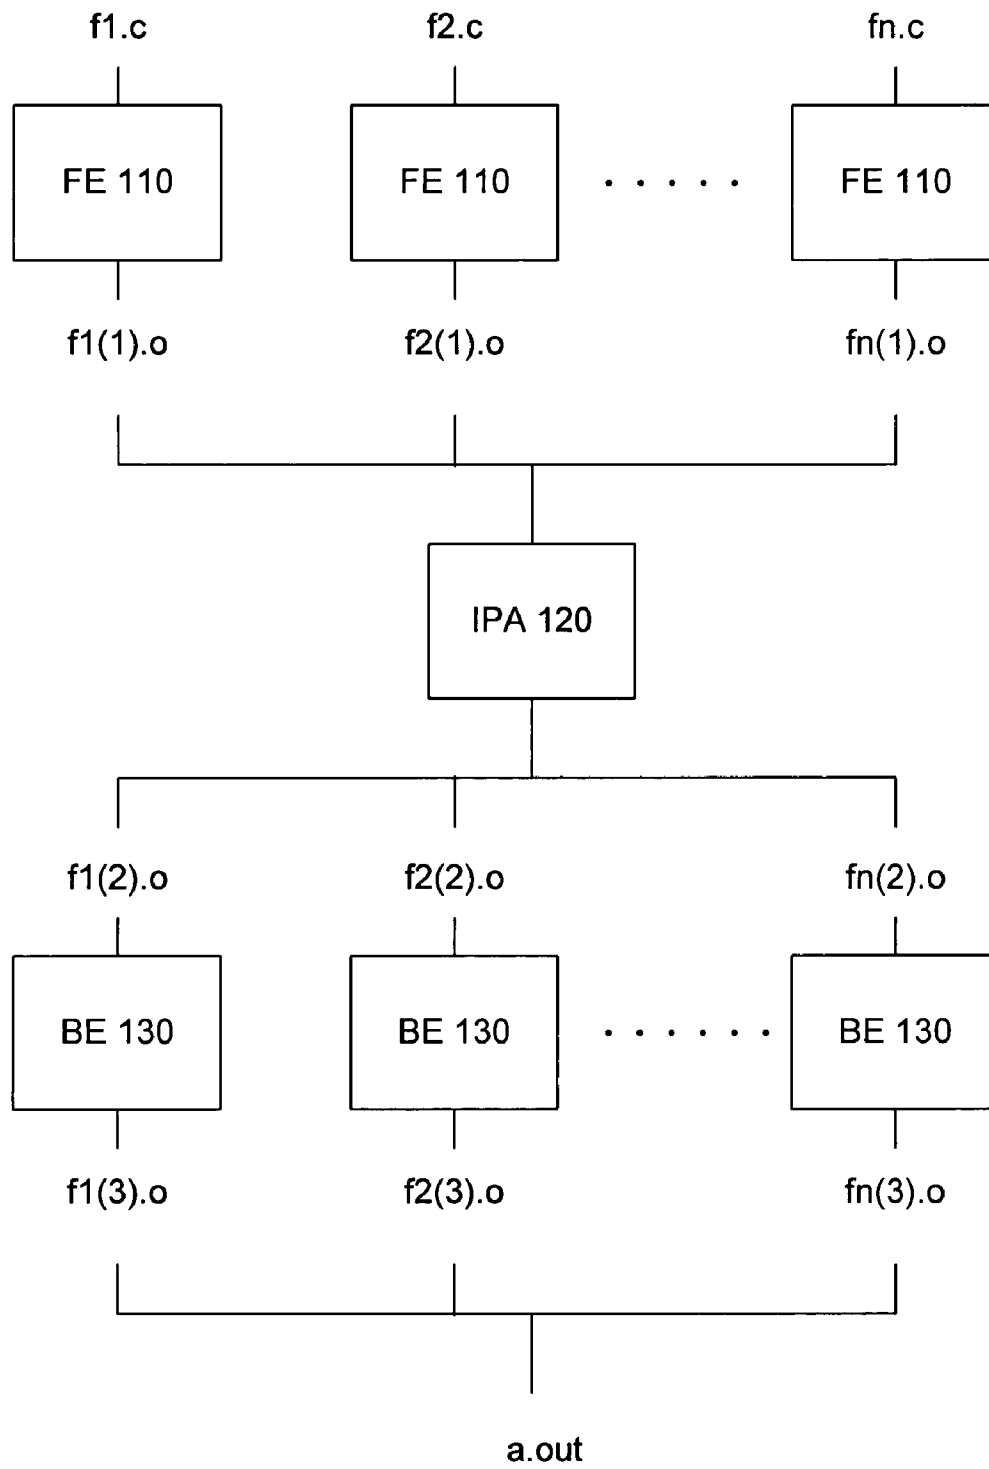 f1.c f2.c fn.c
FE 110 FE 110 . . . . . FE 110
f1(1).o f2(1).o fn(1).o
IPA 120
f1(2).o f2(2).o fn(2).o
BE 130 BE 130 . . . . . . BE 130
f1(3).o f2(3).o fn(3).o
a.out